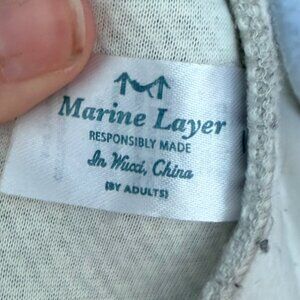 Marine Layer
RESPONSIBLY MADE
In Wuxi, China
(BY ADULTS)